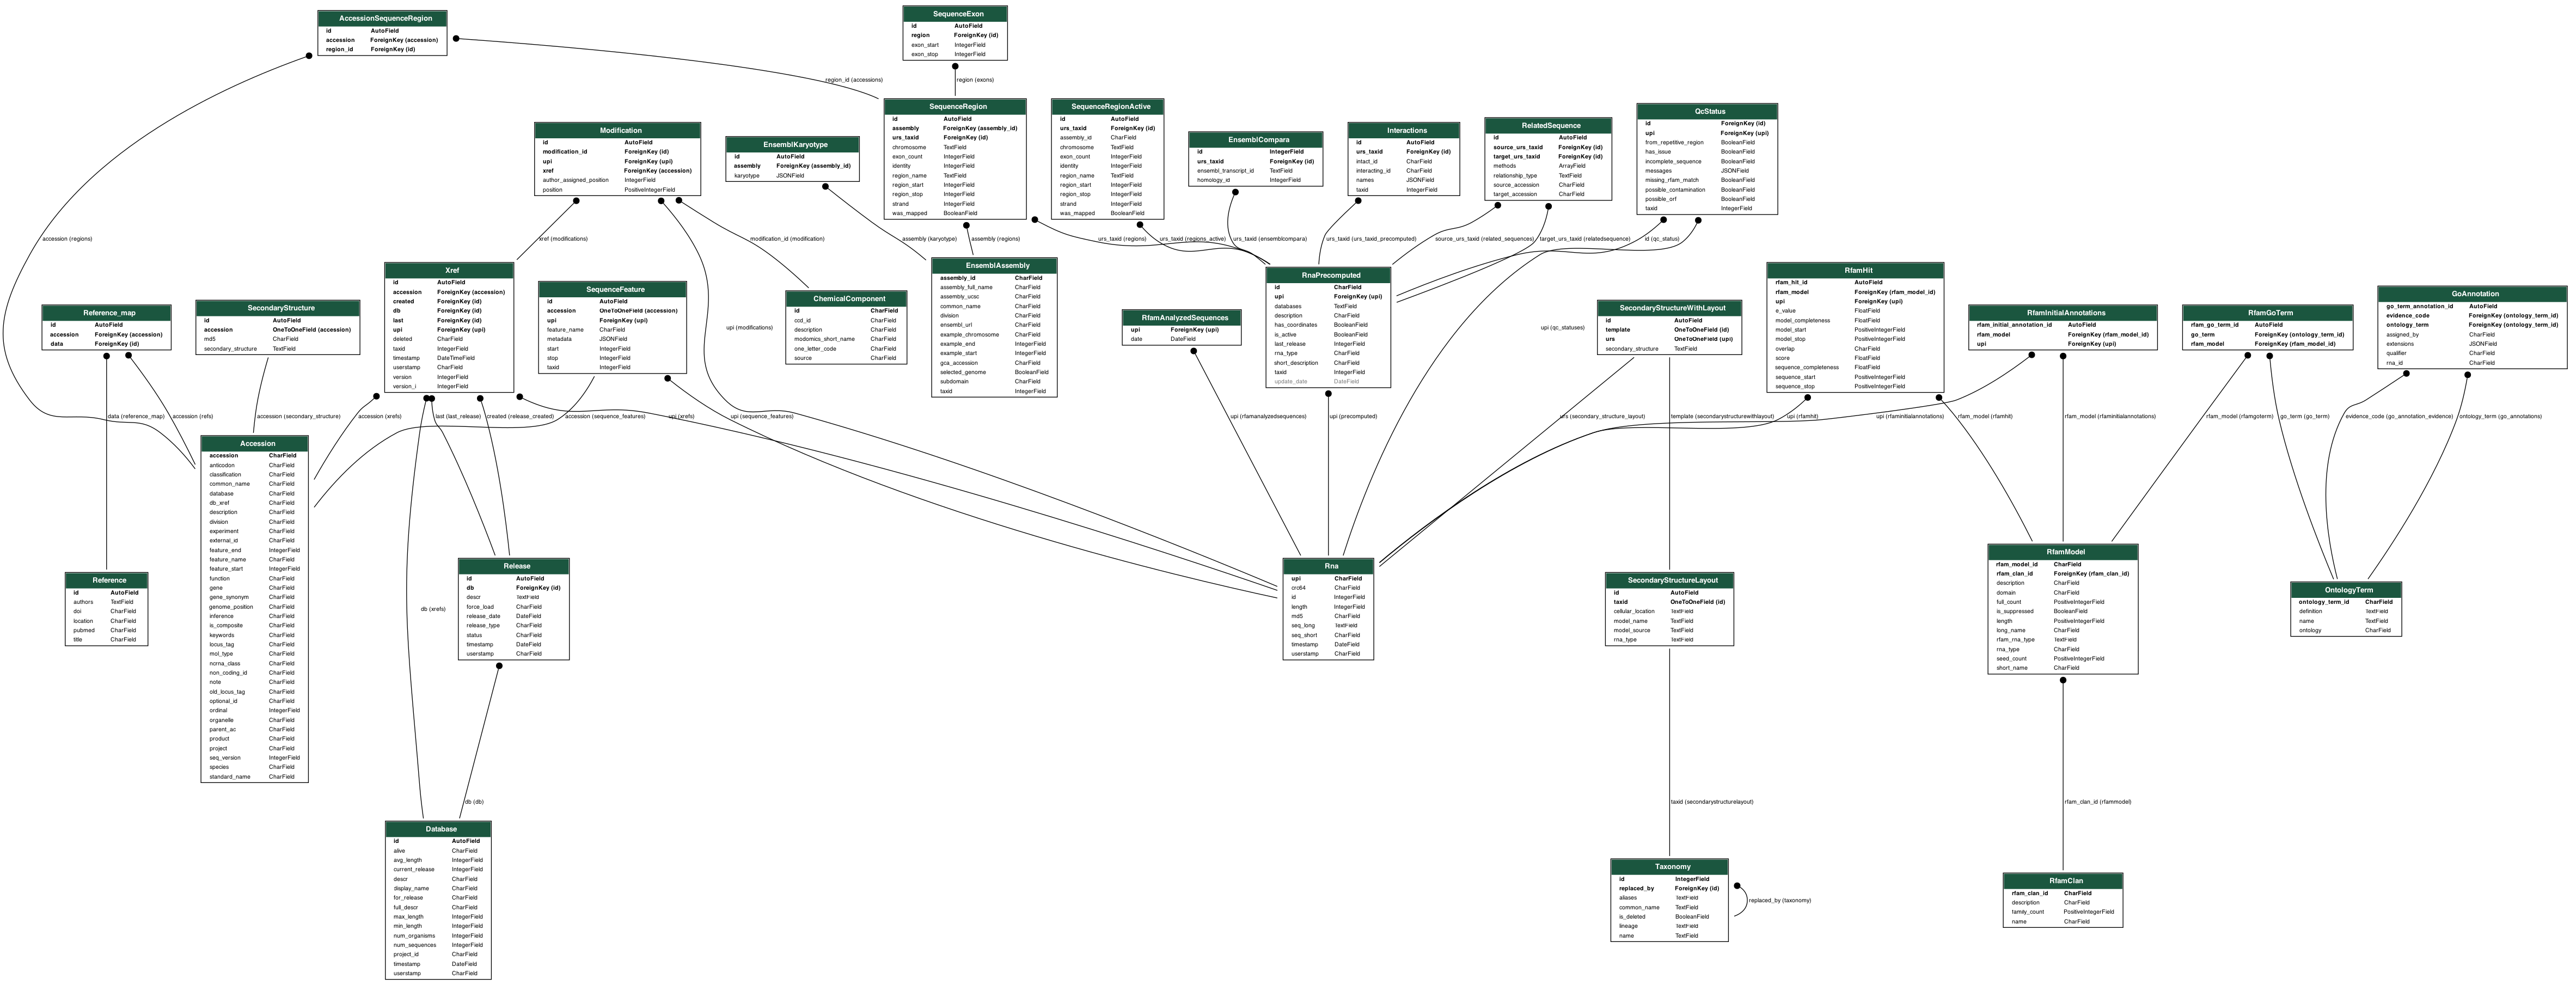 AccessionSequenceRegion
id AutoField
accession ForeignKey (accession)
region_id ForeignKey (id)
SequenceExon
id AutoField
region ForeignKey (id)
exon_start IntegerField
exon_stop IntegerField
region_id (accessions)
region (exons)
SequenceRegion
id AutoField
assembly ForeignKey (assembly_id)
urs_taxid ForeignKey (id)
chromosome TextField
exon_count IntegerField
identity IntegerField
region_name TextField
region_start IntegerField
region_stop IntegerField
strand IntegerField
was_mapped BooleanField
SequenceRegionActive
id AutoField
urs_taxid ForeignKey (id)
assembly_id CharField
chromosome TextField
exon_count IntegerField
identity IntegerField
region_name TextField
region_start IntegerField
region_stop IntegerField
strand IntegerField
was_mapped BooleanField
QcStatus
id ForeignKey (id)
upi ForeignKey (upi)
from_repetitive_region BooleanField
has_issue BooleanField
incomplete_sequence BooleanField
messages JSONField
missing_rfam_match BooleanField
possible_contamination BooleanField
possible_orf BooleanField
taxid IntegerField
RelatedSequence
id AutoField
source_urs_taxid ForeignKey (id)
target_urs_taxid ForeignKey (id)
methods ArrayField
relationship_type TextField
source_accession CharField
target_accession CharField
Modification
id AutoField
modification_id ForeignKey (id)
upi ForeignKey (upi)
xref ForeignKey (accession)
author_assigned_position IntegerField
position PositiveIntegerField
Interactions
id AutoField
urs_taxid ForeignKey (id)
intact_id CharField
interacting_id CharField
names JSONField
taxid IntegerField
EnsemblCompara
id IntegerField
urs_taxid ForeignKey (id)
ensembl_transcript_id TextField
homology_id IntegerField
EnsemblKaryotype
id AutoField
assembly ForeignKey (assembly_id)
karyotype JSONField
accession (regions)
xref (modifications)
modification_id (modification)
assembly (karyotype)
assembly (regions)
urs_taxid (regions)
urs_taxid (regions_active)
urs_taxid (ensemblcompara)
urs_taxid (urs_taxid_precomputed)
source_urs_taxid (related_sequences)
target_urs_taxid (relatedsequence)
id (qc_status)
EnsemblAssembly
assembly_id CharField
assembly_full_name CharField
assembly_ucsc CharField
common_name CharField
division CharField
ensembl_url CharField
example_chromosome CharField
example_end IntegerField
example_start IntegerField
gca_accession CharField
selected_genome BooleanField
subdomain CharField
taxid IntegerField
Xref
id AutoField
accession ForeignKey (accession)
created ForeignKey (id)
db ForeignKey (id)
last ForeignKey (id)
upi ForeignKey (upi)
deleted CharField
taxid IntegerField
timestamp DateTimeField
userstamp CharField
version IntegerField
version_i IntegerField
RnaPrecomputed
id CharField
upi ForeignKey (upi)
databases TextField
description CharField
has_coordinates BooleanField
is_active BooleanField
last_release IntegerField
rna_type CharField
short_description CharField
taxid IntegerField
update_date DateField
RfamHit
rfam_hit_id AutoField
rfam_model ForeignKey (rfam_model_id)
upi ForeignKey (upi)
e_value FloatField
model_completeness FloatField
model_start PositiveIntegerField
model_stop PositiveIntegerField
overlap CharField
score FloatField
sequence_completeness FloatField
sequence_start PositiveIntegerField
sequence_stop PositiveIntegerField
SequenceFeature
id AutoField
accession OneToOneField (accession)
upi ForeignKey (upi)
feature_name CharField
metadata JSONField
start IntegerField
stop IntegerField
taxid IntegerField
ChemicalComponent
id CharField
ccd_id CharField
description CharField
modomics_short_name CharField
one_letter_code CharField
source CharField
GoAnnotation
go_term_annotation_id AutoField
evidence_code ForeignKey (ontology_term_id)
ontology_term ForeignKey (ontology_term_id)
assigned_by CharField
extensions JSONField
qualifier CharField
rna_id CharField
SecondaryStructure
id AutoField
accession OneToOneField (accession)
md5 CharField
secondary_structure TextField
SecondaryStructureWithLayout
id AutoField
template OneToOneField (id)
urs OneToOneField (upi)
secondary_structure TextField
Reference_map
id AutoField
accession ForeignKey (accession)
data ForeignKey (id)
RfamInitialAnnotations
rfam_initial_annotation_id AutoField
rfam_model ForeignKey (rfam_model_id)
upi ForeignKey (upi)
RfamGoTerm
rfam_go_term_id AutoField
go_term ForeignKey (ontology_term_id)
rfam_model ForeignKey (rfam_model_id)
RfamAnalyzedSequences
upi ForeignKey (upi)
date DateField
upi (modifications)
upi (qc_statuses)
data (reference_map)
accession (refs)
accession (secondary_structure)
accession (xrefs)
last (last_release)
created (release_created)
accession (sequence_features)
upi (xrefs)
upi (sequence_features)
upi (rfamanalyzedsequences)
upi (precomputed)
urs (secondary_structure_layout)
template (secondarystructurewithlayout)
upi (rfamhit)
upi (rfaminitialannotations)
rfam_model (rfamhit)
rfam_model (rfaminitialannotations)
rfam_model (rfamgoterm)
go_term (go_term)
evidence_code (go_annotation_evidence)
ontology_term (go_annotations)
Accession
accession CharField
anticodon CharField
classification CharField
common_name CharField
database CharField
db_xref CharField
description CharField
division CharField
experiment CharField
external_id CharField
feature_end IntegerField
feature_name CharField
feature_start IntegerField
function CharField
gene CharField
gene_synonym CharField
genome_position CharField
inference CharField
is_composite CharField
keywords CharField
locus_tag CharField
mol_type CharField
ncrna_class CharField
non_coding_id CharField
note CharField
old_locus_tag CharField
optional_id CharField
ordinal IntegerField
organelle CharField
parent_ac CharField
product CharField
project CharField
seq_version IntegerField
species CharField
standard_name CharField
Reference
id AutoField
authors TextField
doi CharField
location CharField
pubmed CharField
title CharField
Release
id AutoField
db ForeignKey (id)
descr TextField
force_load CharField
release_date DateField
release_type CharField
status CharField
timestamp DateField
userstamp CharField
Rna
upi CharField
crc64 CharField
id IntegerField
length IntegerField
md5 CharField
seq_long TextField
seq_short CharField
timestamp DateField
userstamp CharField
SecondaryStructureLayout
id AutoField
taxid OneToOneField (id)
cellular_location TextField
model_name TextField
model_source TextField
rna_type TextField
RfamModel
rfam_model_id CharField
rfam_clan_id ForeignKey (rfam_clan_id)
description CharField
domain CharField
full_count PositiveIntegerField
is_suppressed BooleanField
length PositiveIntegerField
long_name CharField
rfam_rna_type TextField
rna_type CharField
seed_count PositiveIntegerField
short_name CharField
OntologyTerm
ontology_term_id CharField
definition TextField
name TextField
ontology CharField
db (xrefs)
db (db)
taxid (secondarystructurelayout)
rfam_clan_id (rfammodel)
Database
id AutoField
alive CharField
avg_length IntegerField
current_release IntegerField
descr CharField
display_name CharField
for_release CharField
full_descr CharField
max_length IntegerField
min_length IntegerField
num_organisms IntegerField
num_sequences IntegerField
project_id CharField
timestamp DateField
userstamp CharField
Taxonomy
id IntegerField
replaced_by ForeignKey (id)
aliases TextField
common_name TextField
is_deleted BooleanField
lineage TextField
name TextField
replaced_by (taxonomy)
RfamClan
rfam_clan_id CharField
description CharField
family_count PositiveIntegerField
name CharField